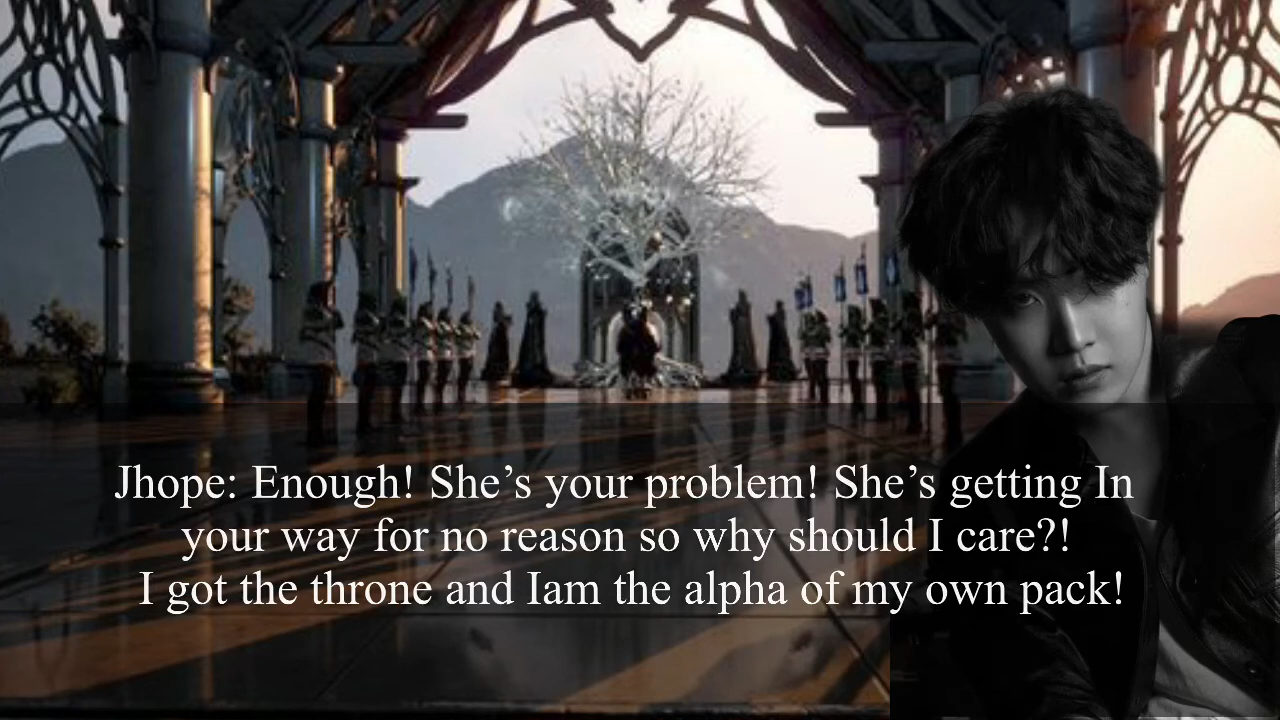 Jhope: Enough! She’s your problem! She’s getting In
your way for no reason so why should I care?!
I got the throne and Iam the alpha of my own pack!